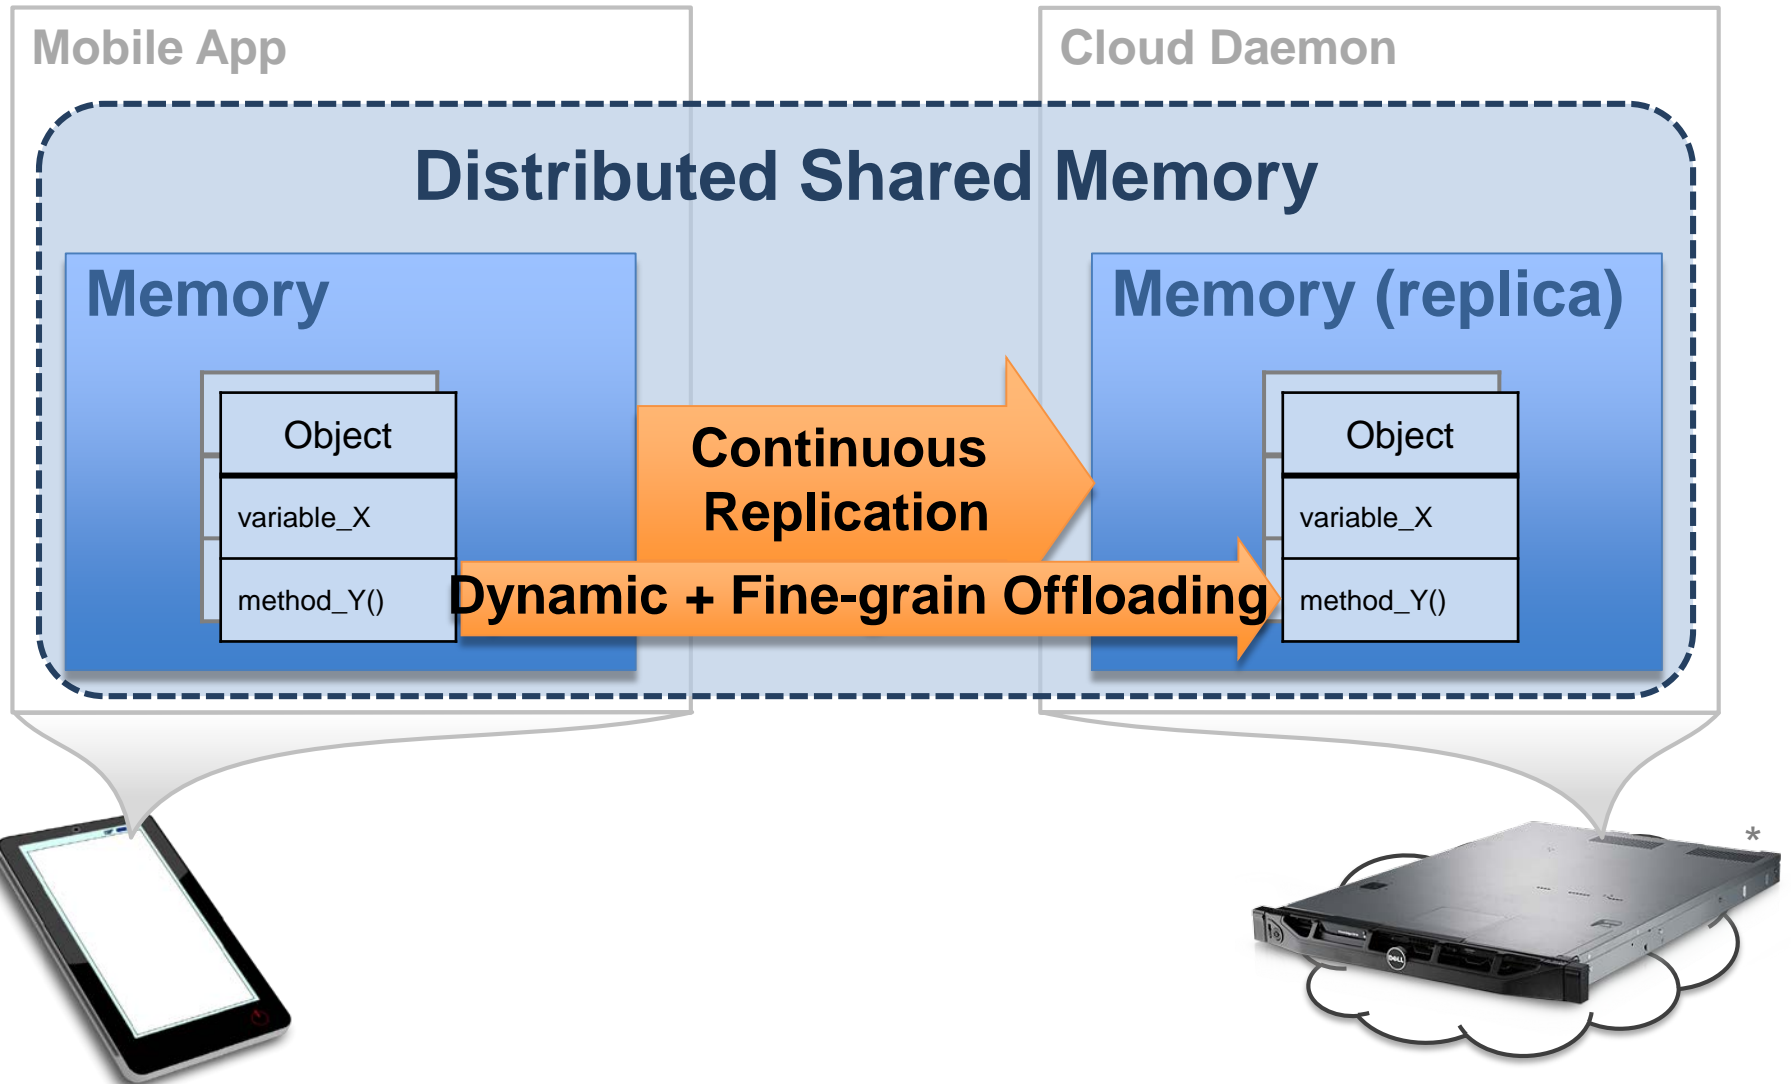 Mobile App
Cloud Daemon
Distributed Shared Memory
Memory
Memory (replica)
Object
variable_X
method_Y()
Continuous
Replication
Dynamic + Fine-grain Offloading
Object
variable_X
method_Y()
*
DELL